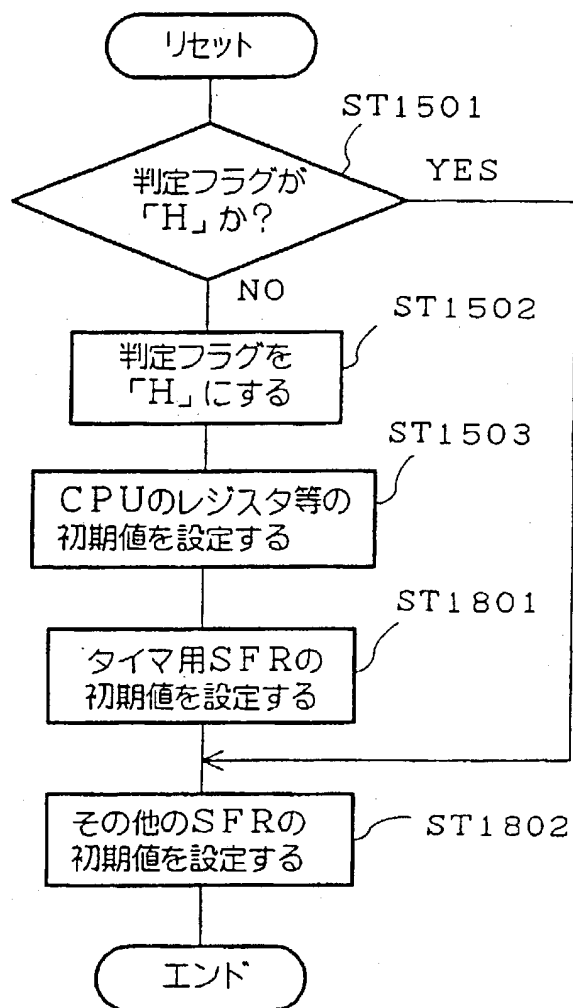 リセット
ST1501
判定フラグが
「H」か?
YES
NO
ST1502
判定フラグを
「H」にする
ST1503
CPUのレジスタ等の
初期値を設定する
ST1801
タイマ用SFRの
初期値を設定する
その他のSFRの
初期値を設定する
ST1802
エンド